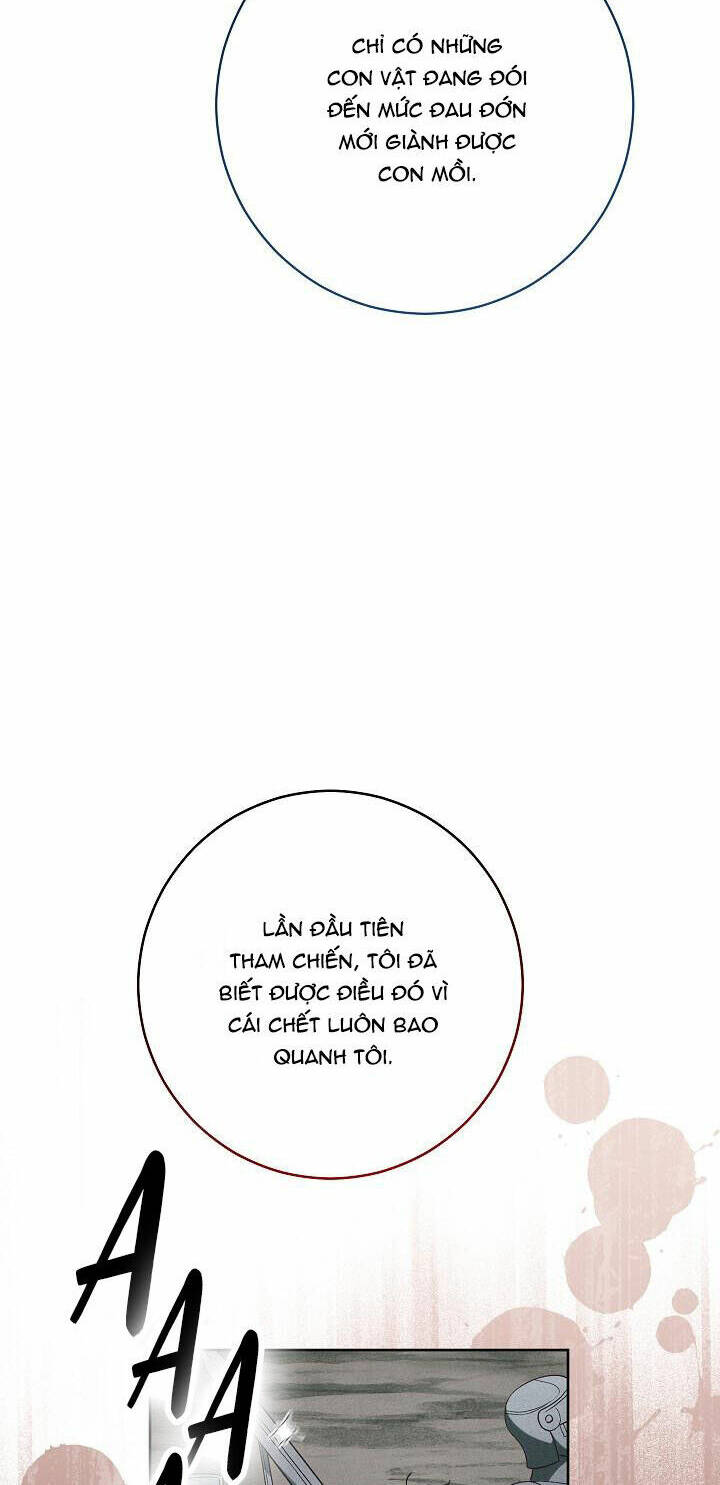 CHỈ CÓ NHỮNG
CON VẬT ĐANG ĐÓI
ĐẾN MỨC ĐAU ĐỚN
MỚI GIÀNH ĐƯỢC
CON MỒI.
LẦN ĐẦU TIÊN
THAM CHIẾN, TÔI ĐÃ
BIẾT ĐƯỢC ĐIỀU ĐÓ VÌ
CÁI CHẾT LUÔN BAO
QUANH TÔI.
A
A
A
A